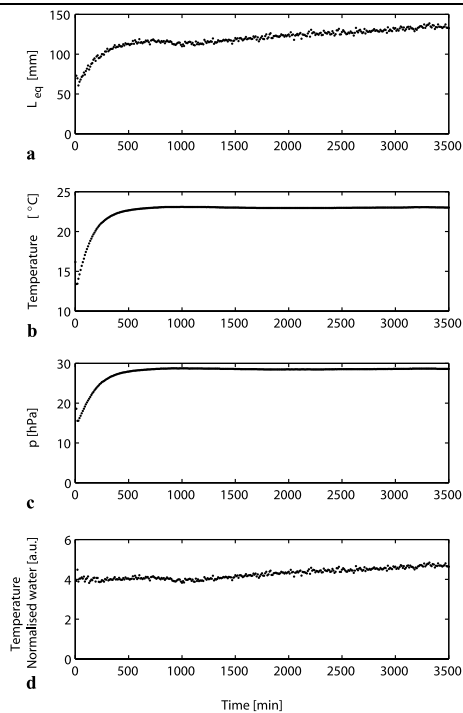 150
100
50
0
L eq [mm]
0 500 1000 1500 2000 2500 3000 3500
a
25
20
15
10
Temperature [ °C]
0 500 1000 1500 2000 2500 3000 3500
b
30
20
10
0
p [hPa]
0 500 1000 1500 2000 2500 3000 3500
c
6
4
2
0
Temperature
Normalised water [a.u.]
0 500 1000 1500 2000 2500 3000 3500
d
Time [min]